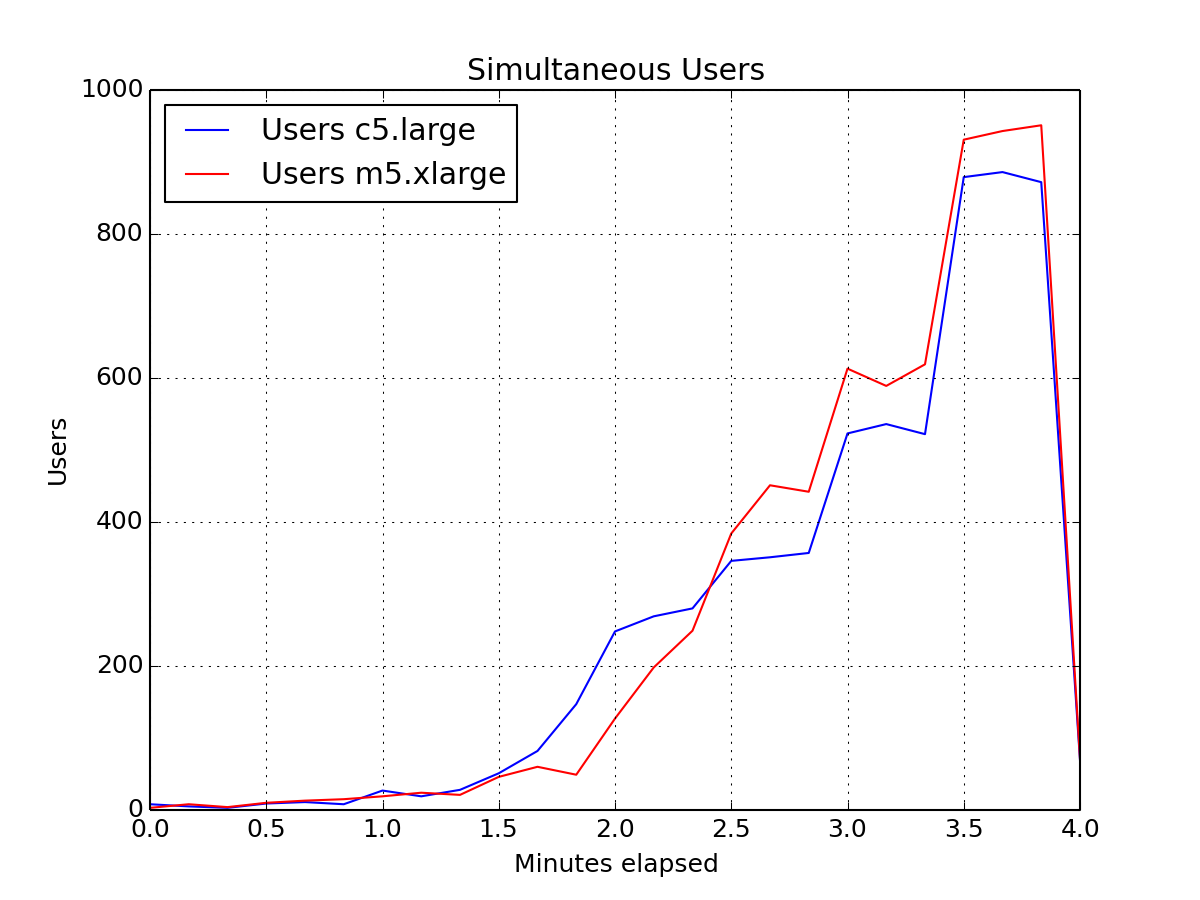 Simultaneous Users
Users c5.large
Users m5.xlarge
1000
800
600
400
200
0
Users
0.0 0.5 1.0 1.5 2.0 2.5 3.0 3.5 4.0
Minutes elapsed